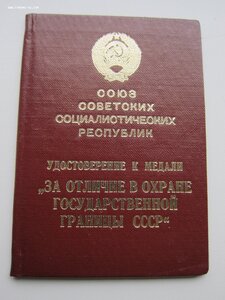 СОЮЗ
СОВЕТСКИХ
СОЦИАЛИСТИЧЕСКИХ
РЕСПУБЛИК
УДОСТОВЕРЕНИЕ К МЕДАЛИ
„ЗА ОТЛИЧИЕ В ОХРАНЕ
ГОСУДАРСТВЕННОЙ
ГРАНИЦЫ СССР“